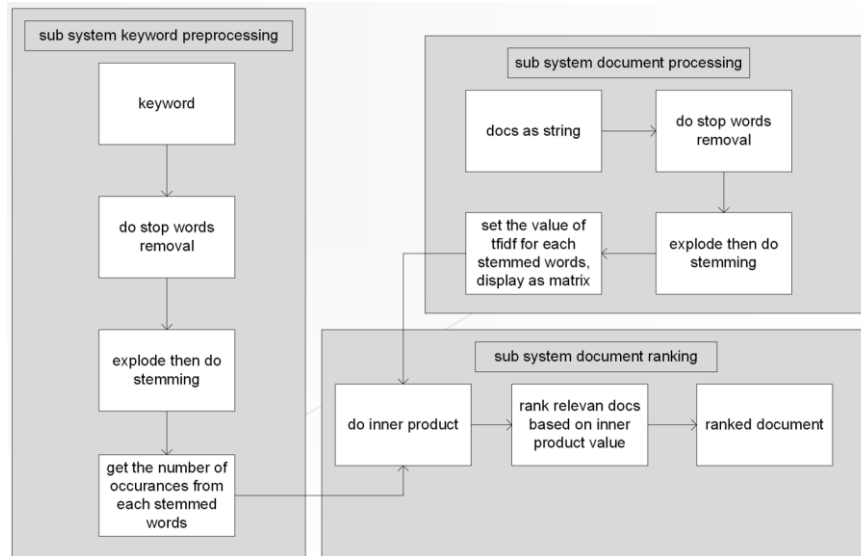 sub system keyword preprocessing
keyword
do stop words
removal
explode then do
stemming
get the number of
occurances from
each stemmed
words
sub system document processing
docs as string
do stop words
removal
explode then do
stemming
set the value of
tfidf for each
stemmed words,
display as matrix
sub system document ranking
do inner product
rank relevan docs
based on inner
product value
ranked document